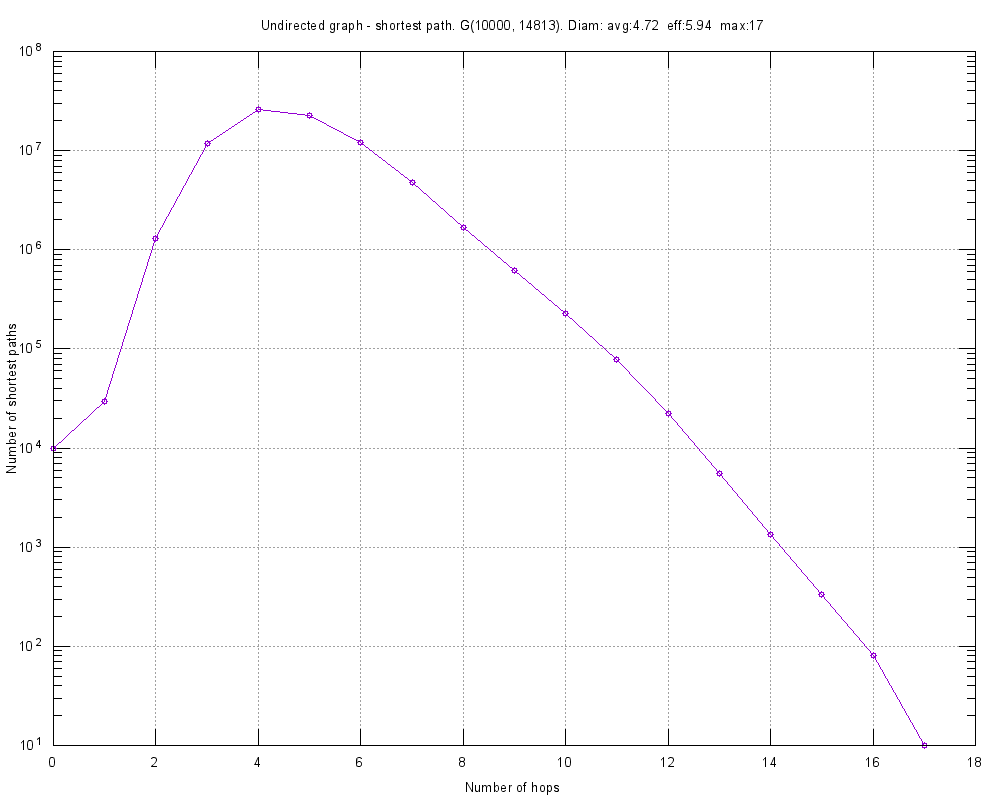 Undirected graph - shortest path. G(10000, 14813). Diam: avg:4.72  eff:5.94  max:17
Number of shortest paths
10^8
10^7
10^6
10^5
10^4
10^3
10^2
10^1
0 2 4 6 8 10 12 14 16 18
Number of hops